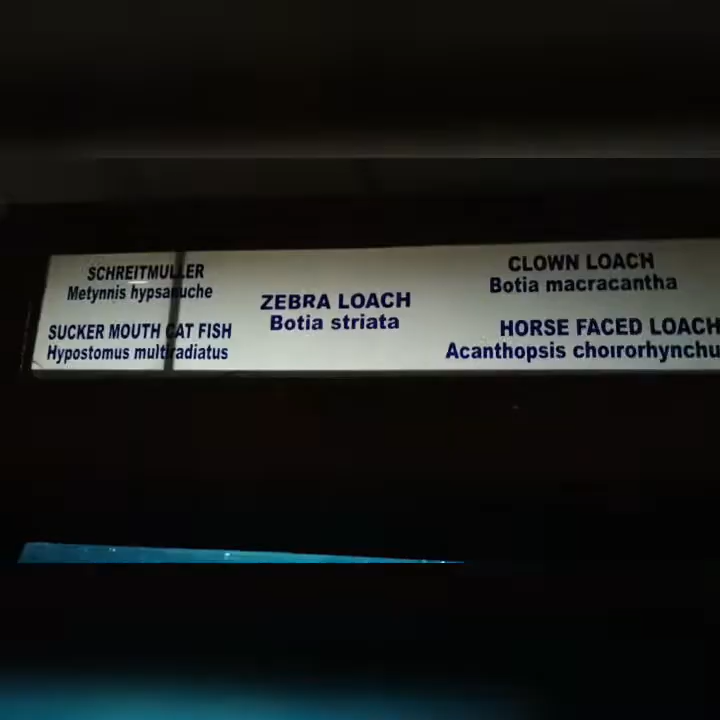 SCHREITMULLER
Metynnis hypsanuche
SUCKER MOUTH CAT FISH
Hypostomus multiradiatus
ZEBRA LOACH
Botia striata
CLOWN LOACH
Botia macracantha
HORSE FACED LOACH
Acanthopsis choirorhynchu